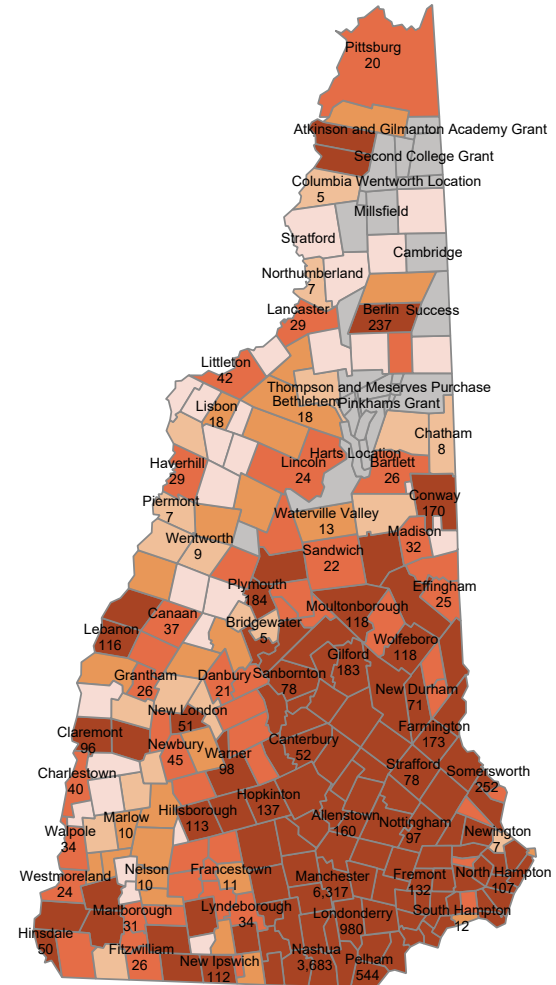 Pittsburg
20
Atkinson and Gilmanton Academy Grant
Second College Grant
Columbia
5
Wentworth Location
Millsfield
Stratford
Cambridge
Northumberland
7
Lancaster
29
Berlin
237
Success
Littleton
42
Thompson and Meserves Purchase
Bethlehem
18
Pinkhams Grant
Lisbon
18
Chatham
8
Harts Location
Haverhill
29
Lincoln
24
Bartlett
26
Conway
170
Piermont
7
Waterville Valley
13
Madison
32
Wentworth
9
Sandwich
22
Plymouth
184
Effingham
25
Moultonborough
118
Canaan
37
Bridgewater
5
Lebanon
116
Wolfeboro
118
Gilford
183
Grantham
26
Danbury
21
Sanbornton
78
New Durham
71
New London
51
Claremont
96
Farmington
173
Newbury
45
Warner
98
Canterbury
52
Strafford
78
Somersworth
252
Charlestown
40
Hopkinton
137
Hillsborough
113
Marlow
10
Allenstown
160
Nottingham
97
Newington
7
Walpole
34
Westmoreland
24
Nelson
10
Francestown
11
Manchester
6,317
Fremont
132
North Hampton
107
Marlborough
31
Lyndeborough
34
Londonderry
980
South Hampton
12
Hinsdale
50
Fitzwilliam
26
New Ipswich
112
Nashua
3,683
Pelham
544